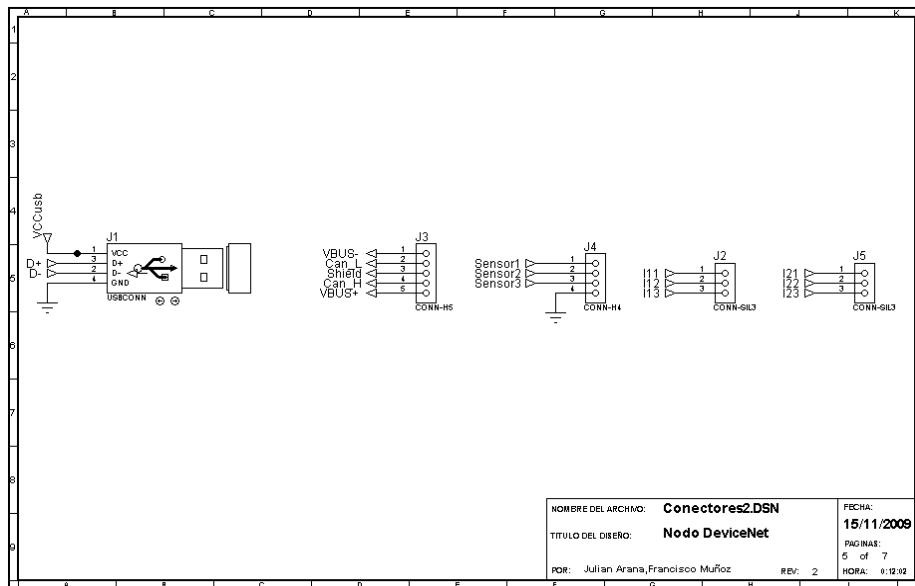 A B C D E F G H J K
1
2
3
4
5
6
7
8
9
VCCusb
J1
D+
D-
1 VCC
3 D+
2 D-
4 GND
USBCONN
J3
VBUS- 1
Can_L 2
Shield 3
Can_H 4
VBUS+ 5
CONN-H5
J4
Sensor1 1
Sensor2 2
Sensor3 3
4
CONN-H4
J2
I11 1
I12 2
I13 3
CONN-SIL3
J5
I21 1
I22 2
I23 3
CONN-SIL3
NOMBRE DEL ARCHIVO: Conectores2.DSN
TITULO DEL DISEÑO: Nodo DeviceNet
POR: Julian Arana,Francisco Muñoz REV: 2
FECHA:
15/11/2009
PAGINAS:
5 of 7
HORA: 0:12:02